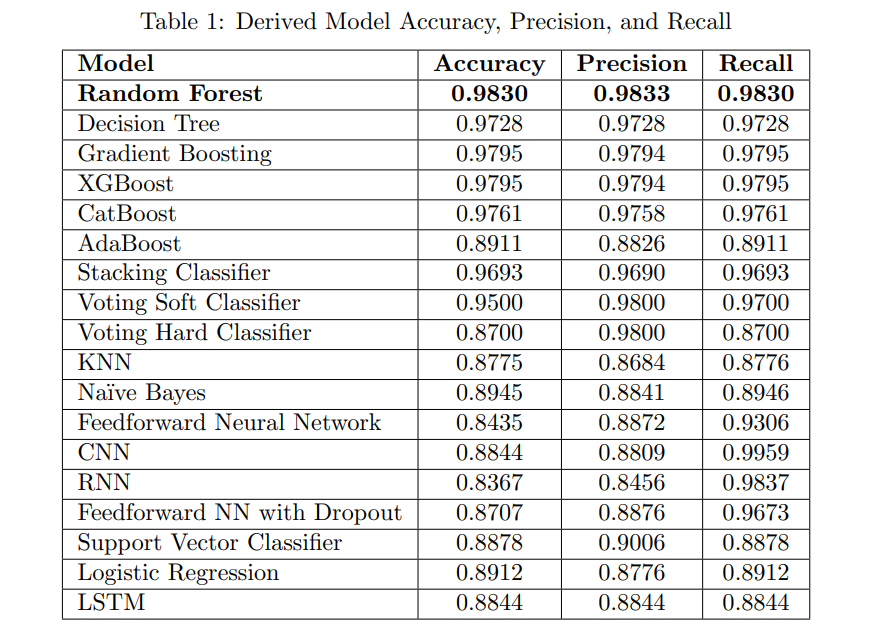 Table 1: Derived Model Accuracy, Precision, and Recall
Model Accuracy Precision Recall
Random Forest 0.9830 0.9833 0.9830
Decision Tree 0.9728 0.9728 0.9728
Gradient Boosting 0.9795 0.9794 0.9795
XGBoost 0.9795 0.9794 0.9795
CatBoost 0.9761 0.9758 0.9761
AdaBoost 0.8911 0.8826 0.8911
Stacking Classifier 0.9693 0.9690 0.9693
Voting Soft Classifier 0.9500 0.9800 0.9700
Voting Hard Classifier 0.8700 0.9800 0.8700
KNN 0.8775 0.8684 0.8776
Naïve Bayes 0.8945 0.8841 0.8946
Feedforward Neural Network 0.8435 0.8872 0.9306
CNN 0.8844 0.8809 0.9959
RNN 0.8367 0.8456 0.9837
Feedforward NN with Dropout 0.8707 0.8876 0.9673
Support Vector Classifier 0.8878 0.9006 0.8878
Logistic Regression 0.8912 0.8776 0.8912
LSTM 0.8844 0.8844 0.8844